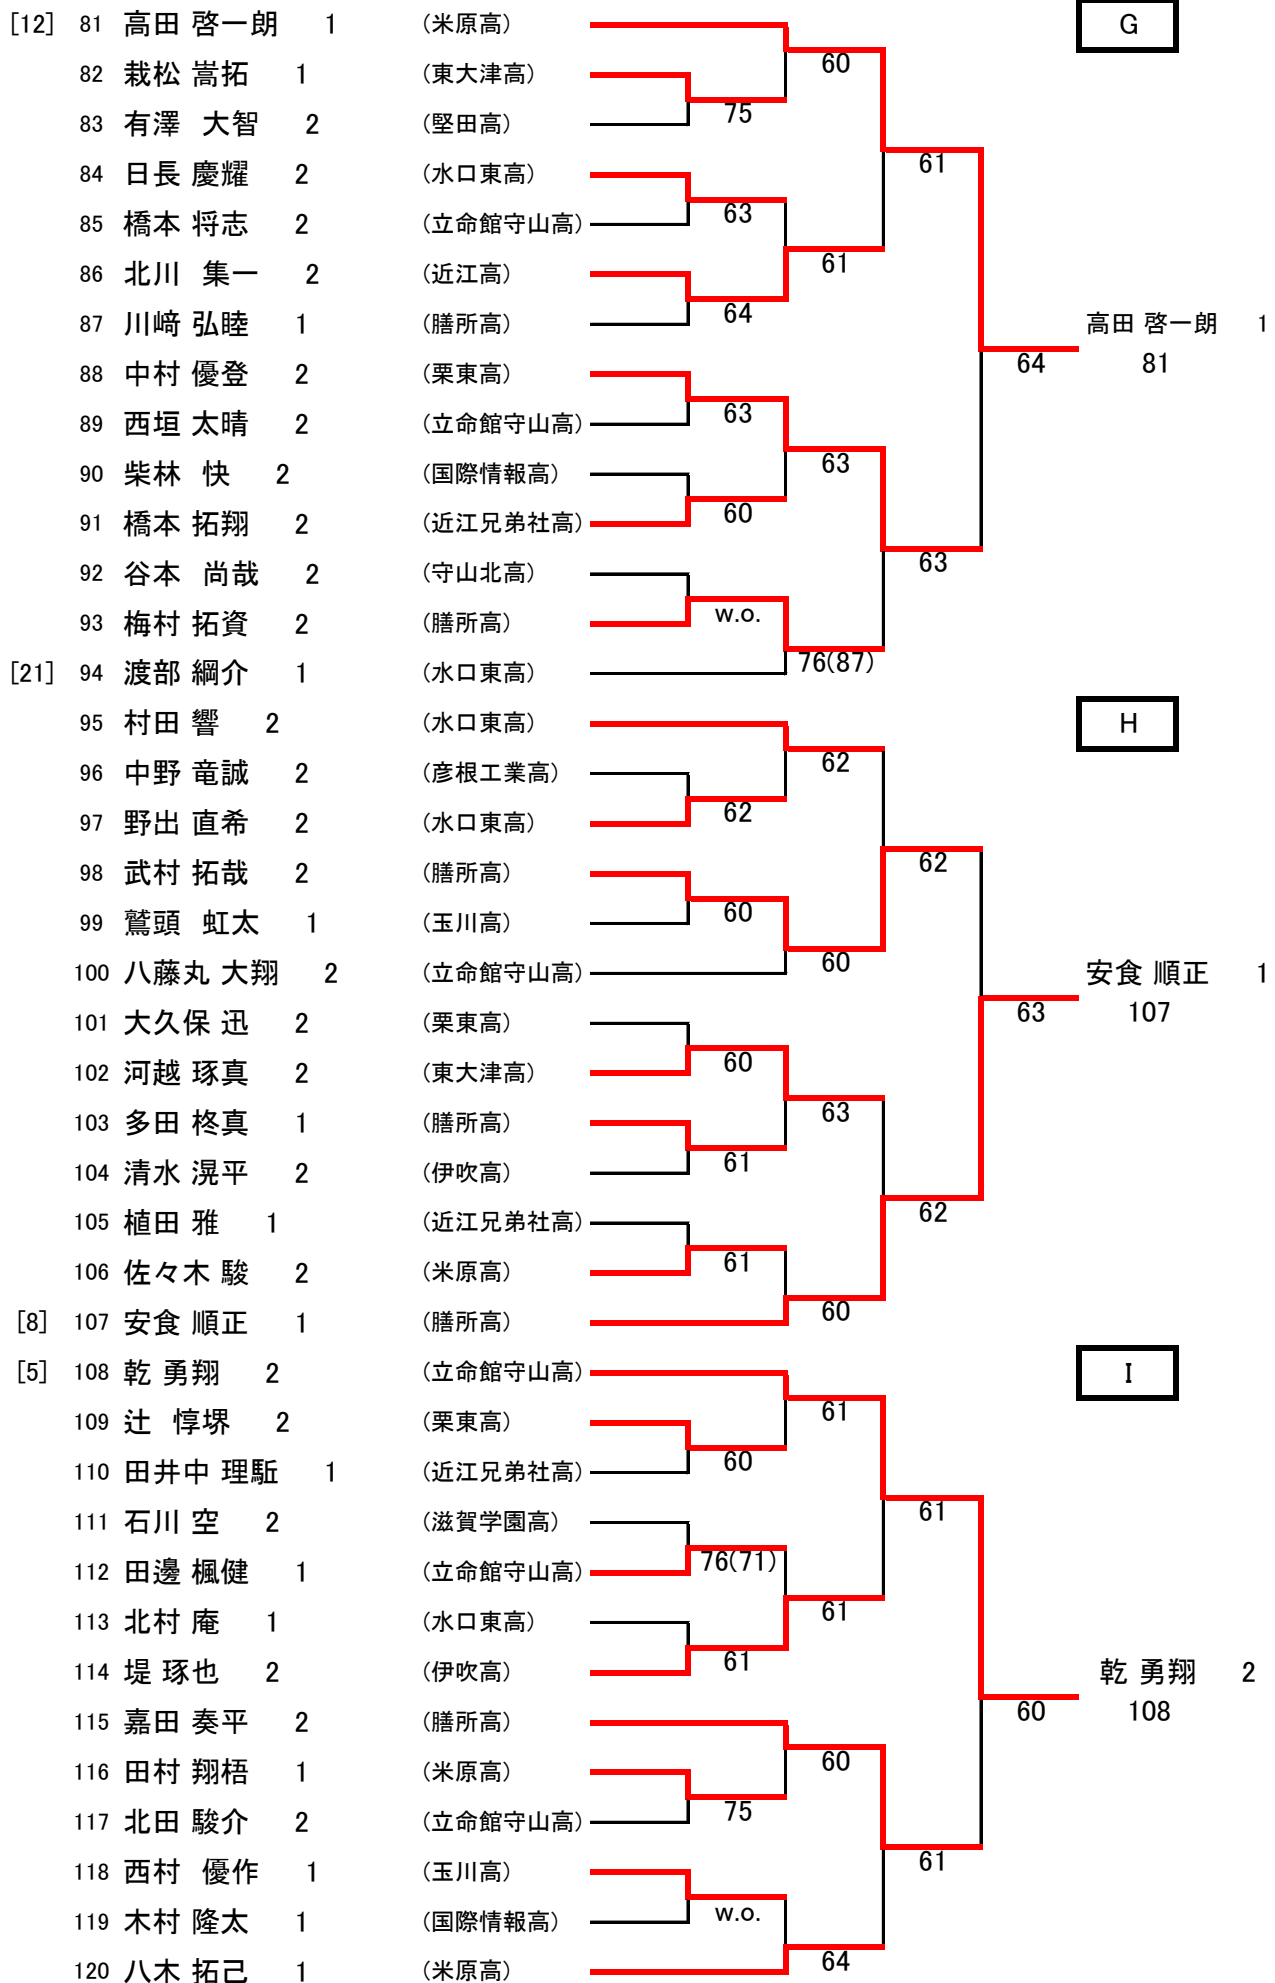 [12] 81 高田 啓一朗 1 (米原高) G
60
82 栽松 嵩拓 1 (東大津高)
75
83 有澤 大智 2 (堅田高)
61
84 日長 慶耀 2 (水口東高)
63
85 橋本 将志 2 (立命館守山高)
61
86 北川 集一 2 (近江高)
64
87 川﨑 弘睦 1 (膳所高) 高田 啓一朗 1
64 81
88 中村 優登 2 (栗東高)
63
89 西垣 太晴 2 (立命館守山高)
63
90 柴林 快 2 (国際情報高)
60
91 橋本 拓翔 2 (近江兄弟社高)
63
92 谷本 尚哉 2 (守山北高)
w.o.
93 梅村 拓資 2 (膳所高)
76(87)
[21] 94 渡部 綱介 1 (水口東高)
95 村田 響 2 (水口東高) H
62
96 中野 竜誠 2 (彦根工業高)
62
97 野出 直希 2 (水口東高)
62
98 武村 拓哉 2 (膳所高)
60
99 鷲頭 虹太 1 (玉川高)
60
100 八藤丸 大翔 2 (立命館守山高) 安食 順正 1
63 107
101 大久保 迅 2 (栗東高)
60
102 河越 琢真 2 (東大津高)
63
103 多田 柊真 1 (膳所高)
61
104 清水 滉平 2 (伊吹高)
62
105 植田 雅 1 (近江兄弟社高)
61
106 佐々木 駿 2 (米原高)
60
[8] 107 安食 順正 1 (膳所高)
[5] 108 乾 勇翔 2 (立命館守山高) I
61
109 辻 惇堺 2 (栗東高)
60
110 田井中 理駈 1 (近江兄弟社高)
61
111 石川 空 2 (滋賀学園高)
76(71)
112 田邊 楓健 1 (立命館守山高)
61
113 北村 庵 1 (水口東高)
61
114 堤 琢也 2 (伊吹高) 乾 勇翔 2
60 108
115 嘉田 奏平 2 (膳所高)
60
116 田村 翔梧 1 (米原高)
75
117 北田 駿介 2 (立命館守山高)
61
118 西村 優作 1 (玉川高)
w.o.
119 木村 隆太 1 (国際情報高)
64
120 八木 拓己 1 (米原高)